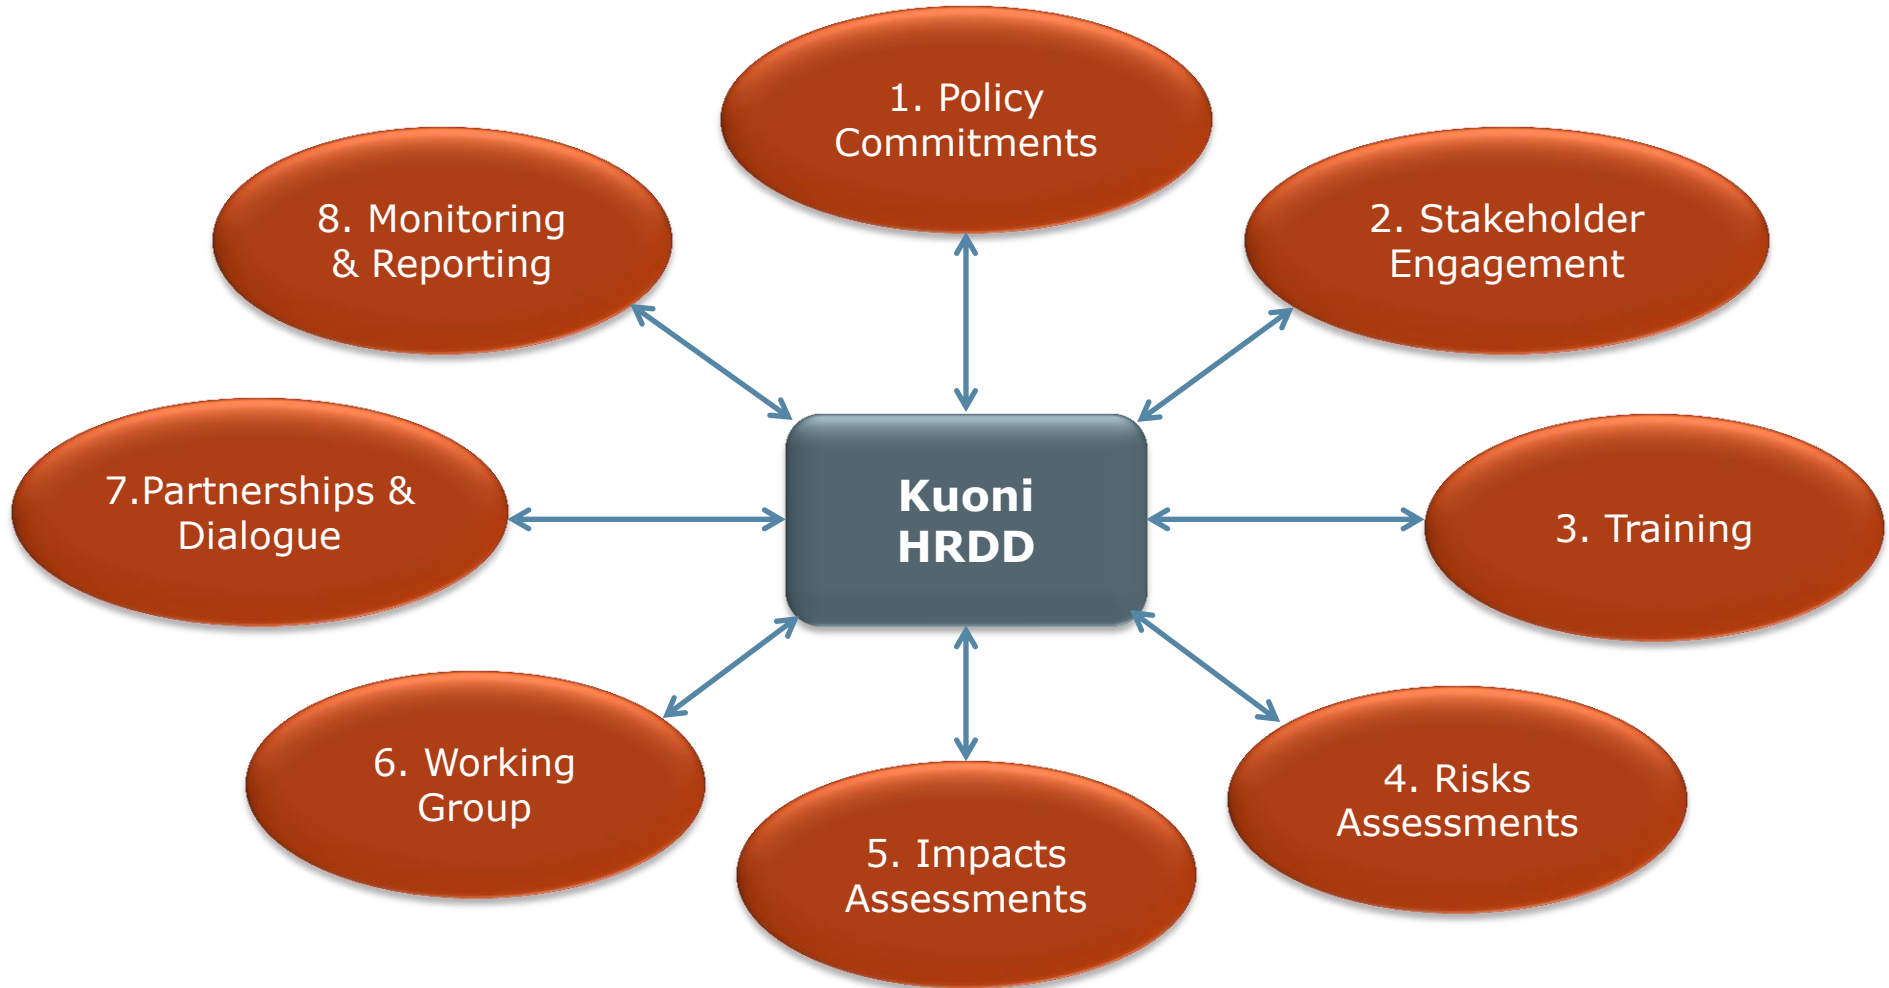 1. Policy
Commitments
2. Stakeholder
Engagement
3. Training
4. Risks
Assessments
5. Impacts
Assessments
6. Working
Group
7.Partnerships &
Dialogue
8. Monitoring
& Reporting
Kuoni
HRDD